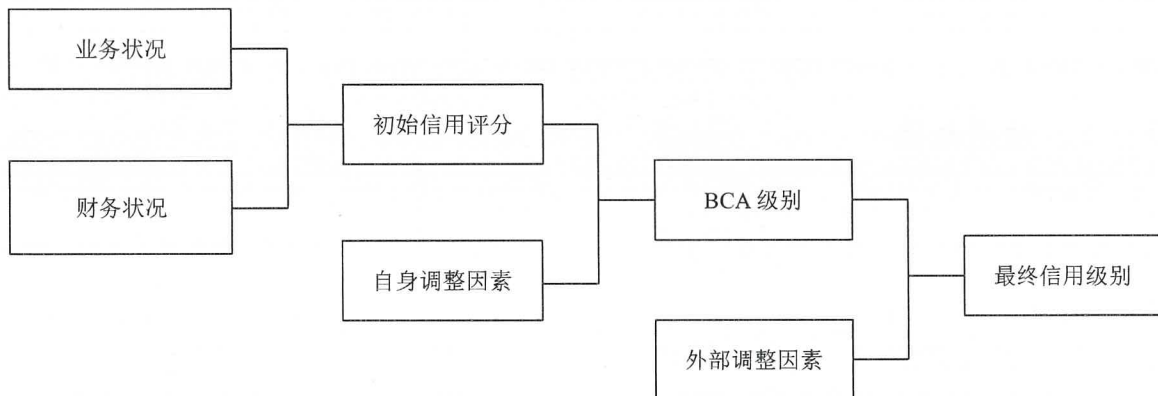 业务状况
财务状况
初始信用评分
自身调整因素
BCA 级别
外部调整因素
最终信用级别